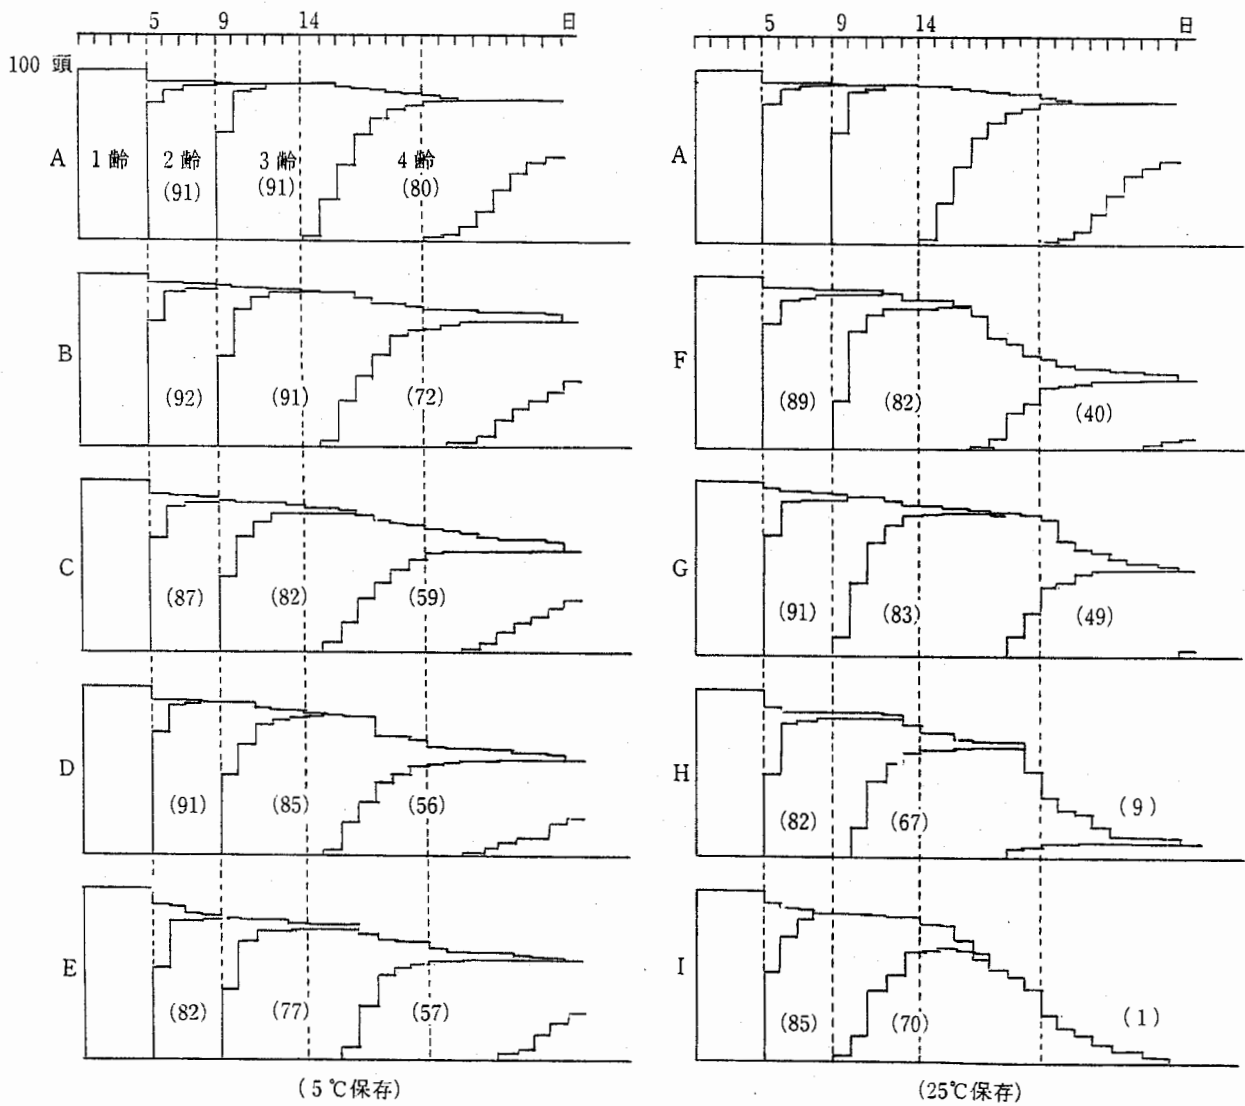 5 9 14 日
100 頭
A 1齢 2齢 3齢 4齢
(91) (91) (80)
B (92) (91) (72)
C (87) (82) (59)
D (91) (85) (56)
E (82) (77) (57)
(5℃保存)
5 9 14 日
A
F (89) (82) (40)
G (91) (83) (49)
H (82) (67) (9)
I (85) (70) (1)
(25℃保存)